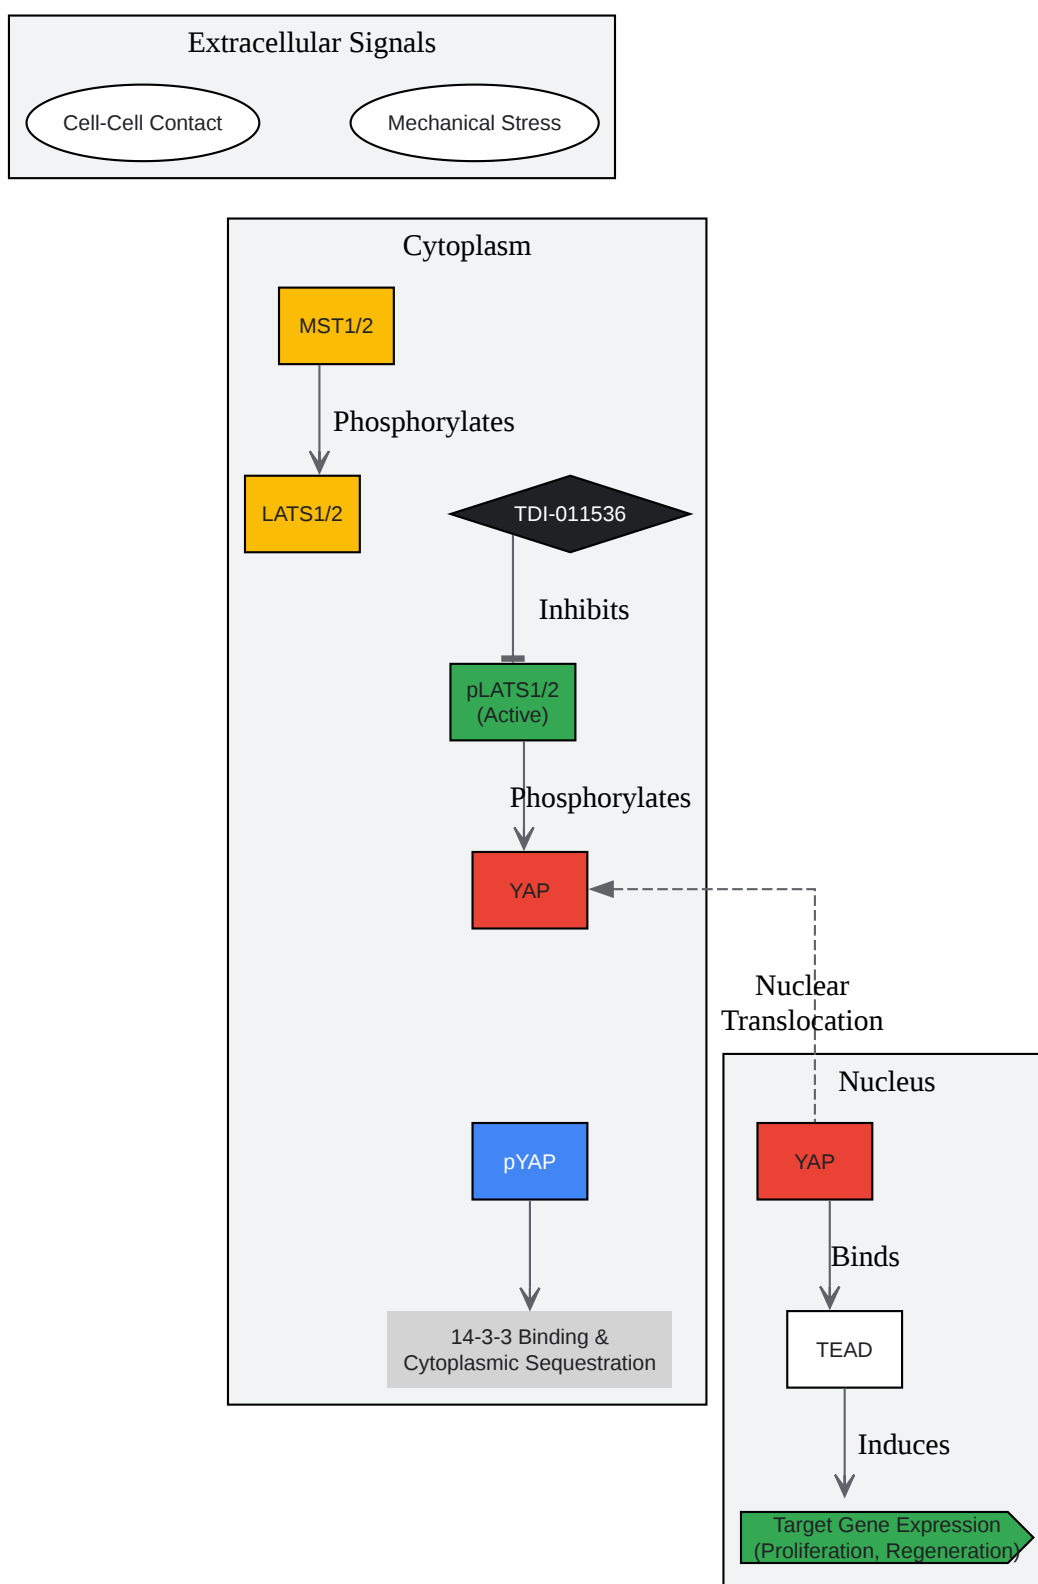 Extracellular Signals
Cell-Cell Contact
Mechanical Stress
Cytoplasm
MST1/2
Phosphorylates
LATS1/2
TDI-011536
Inhibits
pLATS1/2
(Active)
Phosphorylates
YAP
Nuclear
Translocation
Nucleus
pYAP
YAP
Binds
14-3-3 Binding &
Cytoplasmic Sequestration
TEAD
Induces
Target Gene Expression
(Proliferation, Regeneration)